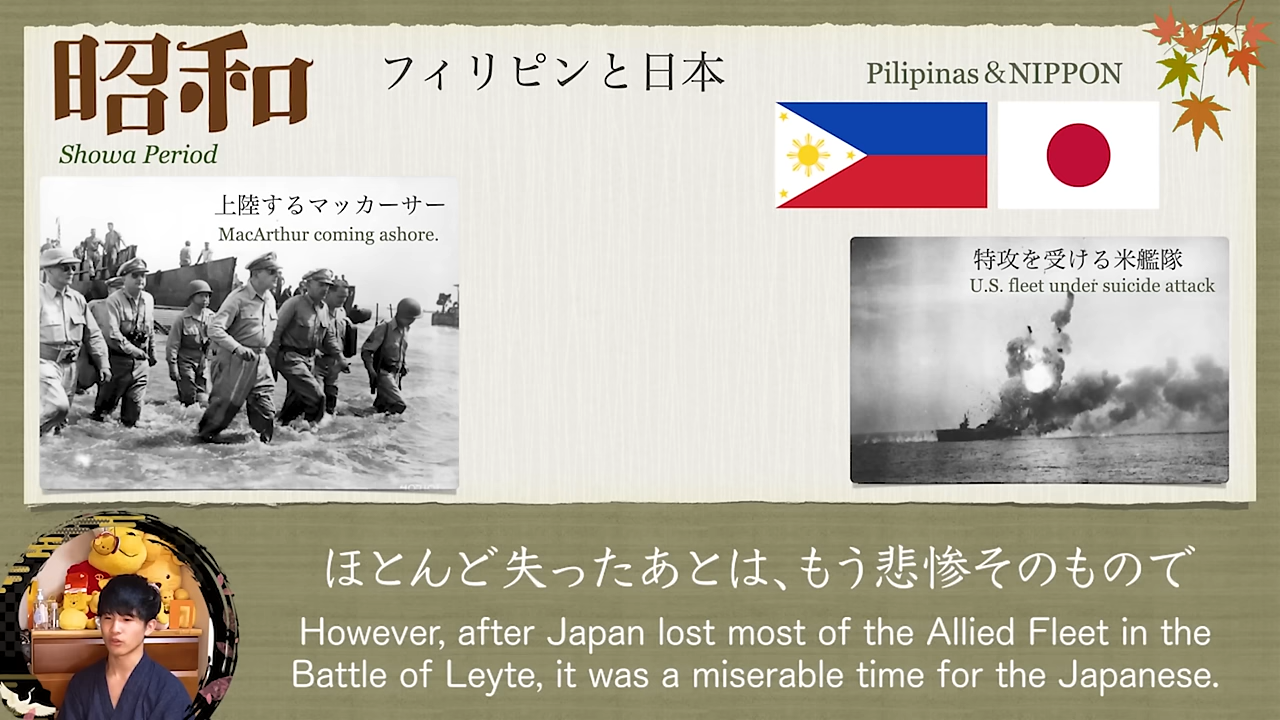 昭和
Showa Period
フィリピンと日本
Pilipinas＆NIPPON
上陸するマッカーサー
MacArthur coming ashore.
特攻を受ける米艦隊
U.S. fleet under suicide attack
ほとんど失ったあとは､もう悲惨そのもので
However, after Japan lost most of the Allied Fleet in the
Battle of Leyte, it was a miserable time for the Japanese.